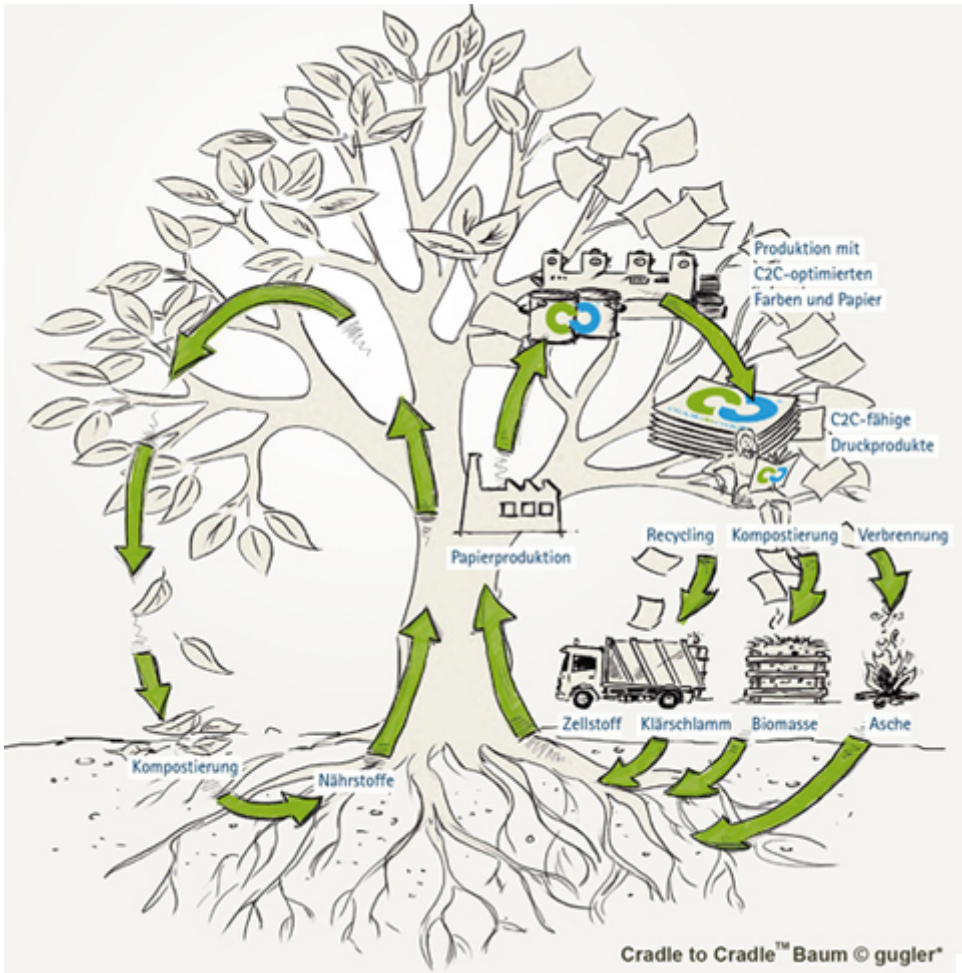 Produktion mit
C2C-optimierten
Farben und Papier
C2C-fähige
Druckprodukte
Papierproduktion
Recycling
Kompostierung
Verbrennung
Zellstoff
Klärschlamm
Biomasse
Asche
Kompostierung
Nährstoffe
Cradle to Cradle™ Baum © gugler*